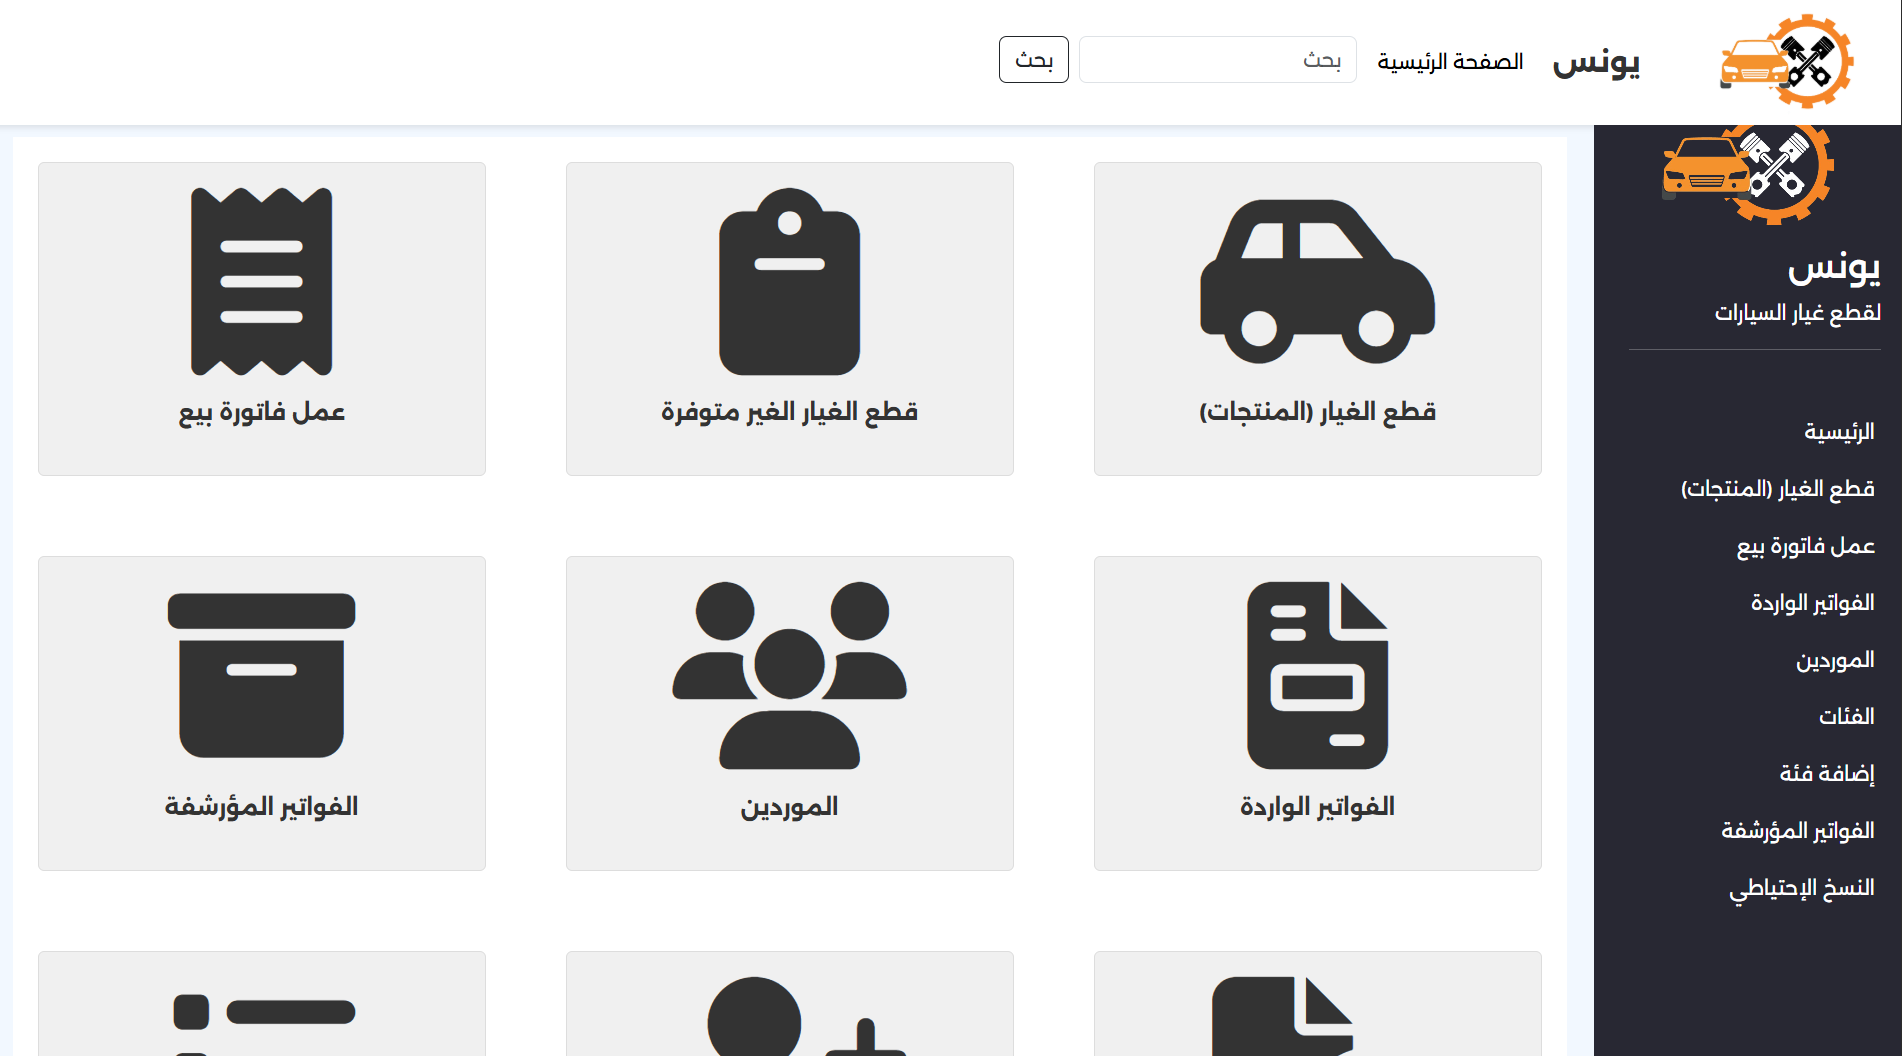 يونس
الصفحة الرئيسية
بحث
بحث
يونس
لقطع غيار السيارات
الرئيسية
قطع الغيار (المنتجات)
عمل فاتورة بيع
الفواتير الواردة
الموردين
الفئات
إضافة فئة
الفواتير المؤرشفة
النسخ الإحتياطي
قطع الغيار (المنتجات)
قطع الغيار الغير متوفرة
عمل فاتورة بيع
الفواتير الواردة
الموردين
الفواتير المؤرشفة